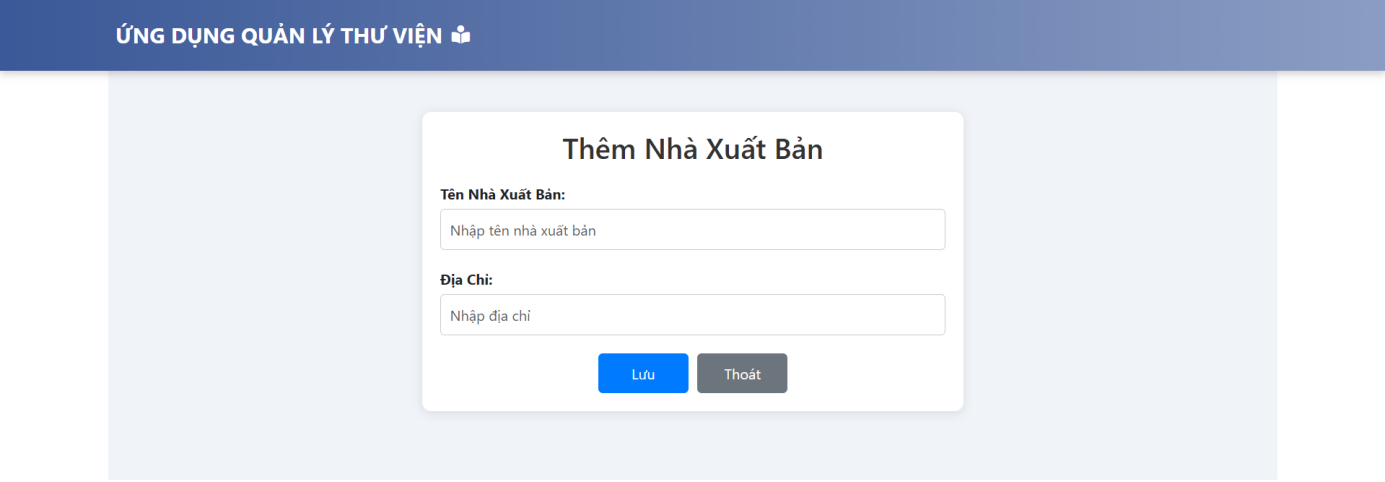 ỨNG DỤNG QUẢN LÝ THƯ VIỆN
Thêm Nhà Xuất Bản
Tên Nhà Xuất Bản:
Nhập tên nhà xuất bản
Địa Chỉ:
Nhập địa chỉ
Lưu
Thoát